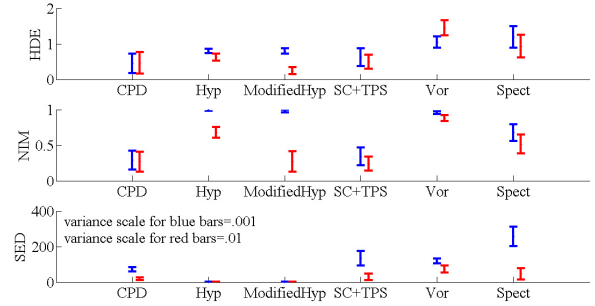 2
HDE
1
0
CPD Hyp ModifiedHyp SC+TPS Vor Spect
1
NIM
0.5
0
CPD Hyp ModifiedHyp SC+TPS Vor Spect
400
variance scale for blue bars=.001
SED
200
variance scale for red bars=.01
0
CPD Hyp ModifiedHyp SC+TPS Vor Spect